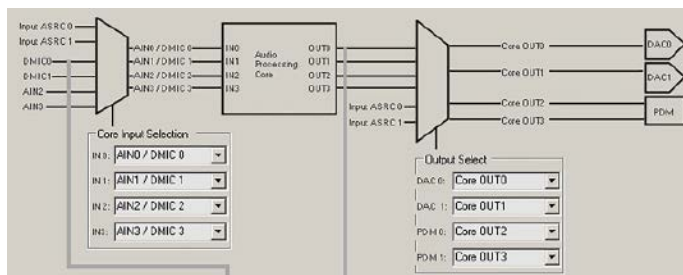 Input ASRC 0
Input ASRC 1
DMIC0
DMIC1
AIN2
AIN3
AIN0 / DMIC 0
AIN1 / DMIC 1
AIN2 / DMIC 2
AIN3 / DMIC 3
IN0
IN1
IN2
IN3
Audio
Processing
Core
OUT0
OUT1
OUT2
OUT3
Input ASRC 0
Input ASRC 1
Core OUT0
Core OUT1
Core OUT2
Core OUT3
DAC0
DAC1
PDM
Core Input Selection
IN0: AIN0 / DMIC 0
IN1: AIN1 / DMIC 1
IN2: AIN2 / DMIC 2
IN3: AIN3 / DMIC 3
Output Select
DAC 0: Core OUT0
DAC 1: Core OUT1
PDM 0: Core OUT2
PDM 1: Core OUT3